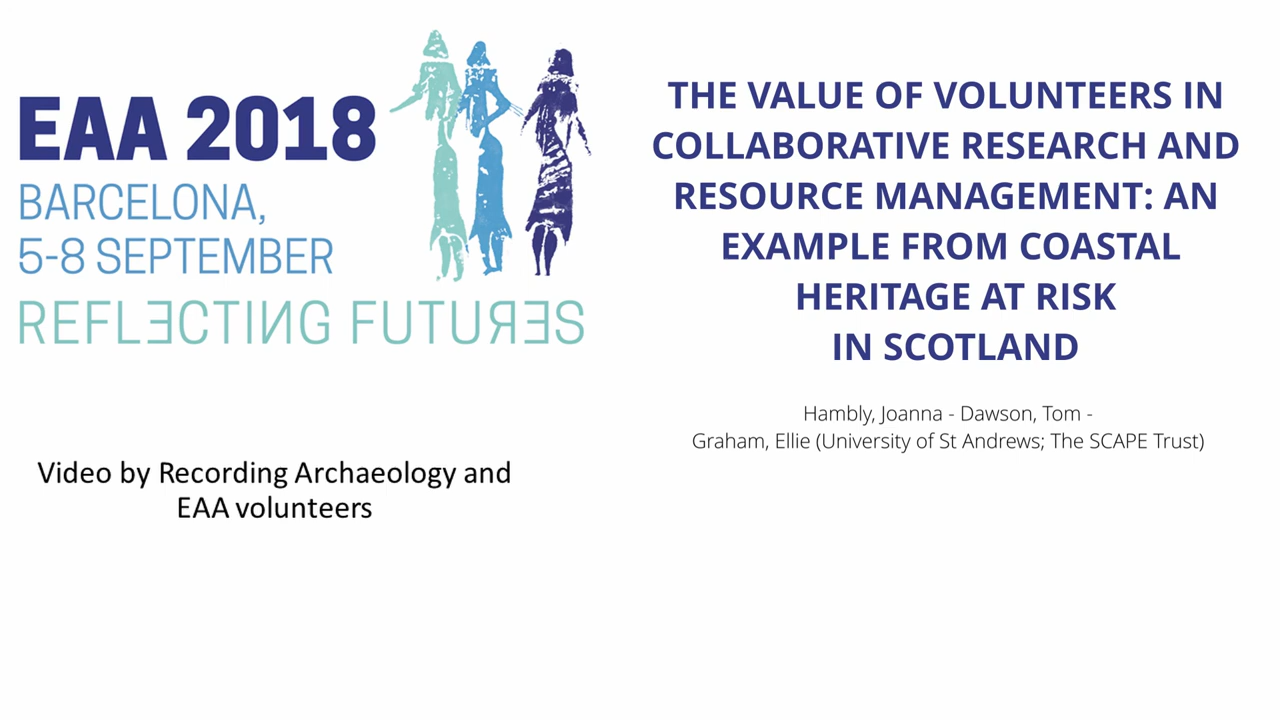 EAA 2018
BARCELONA,
5-8 SEPTEMBER
REFLECTING FUTURES
Video by Recording Archaeology and
EAA volunteers
THE VALUE OF VOLUNTEERS IN
COLLABORATIVE RESEARCH AND
RESOURCE MANAGEMENT: AN
EXAMPLE FROM COASTAL
HERITAGE AT RISK
IN SCOTLAND
Hambly, Joanna - Dawson, Tom -
Graham, Ellie (University of St Andrews; The SCAPE Trust)